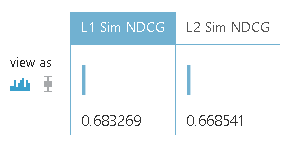 L1 Sim NDCG L2 Sim NDCG
view as
0.683269 0.668541